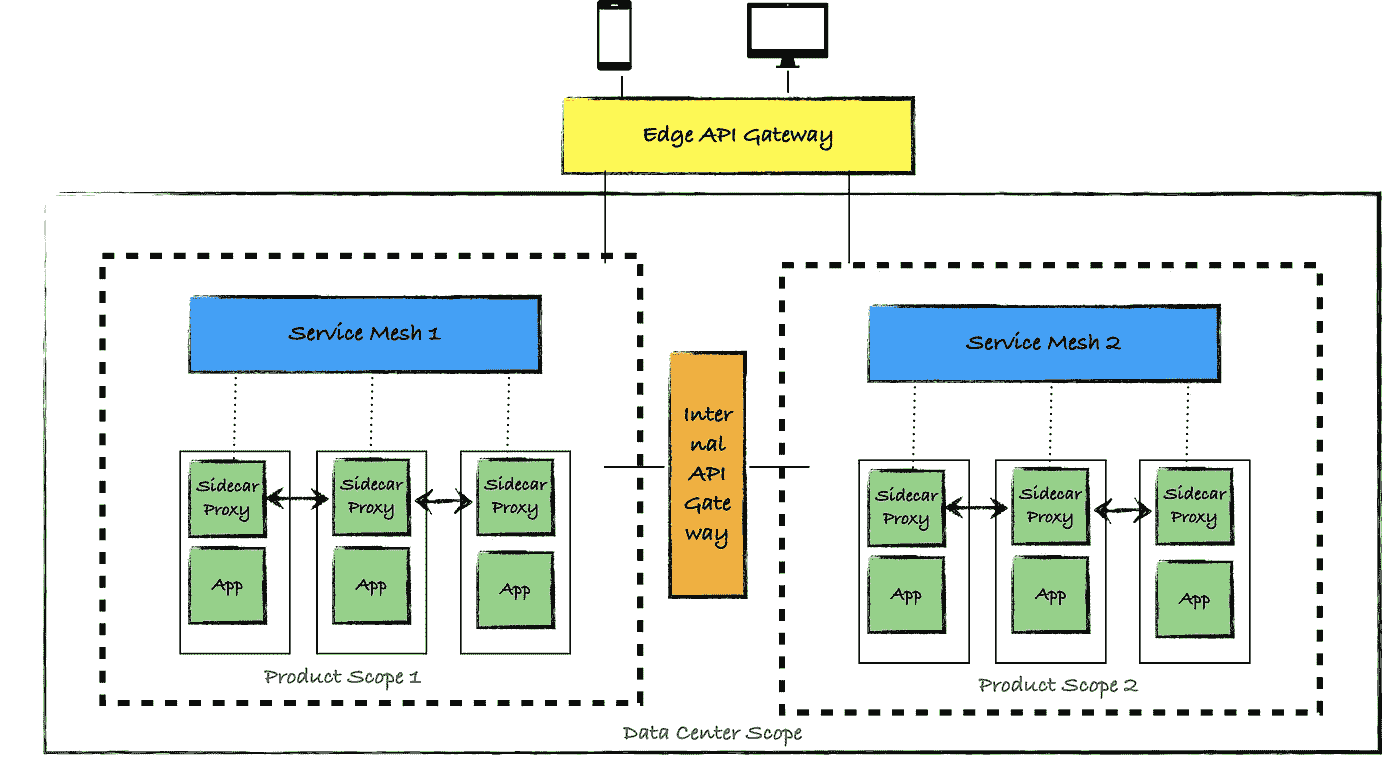 Edge API Gateway
Service Mesh 1
Service Mesh 2
Inter
nal
API
Gate
way
Sidecar
Proxy
Sidecar
Proxy
Sidecar
Proxy
Sidecar
Proxy
Sidecar
Proxy
Sidecar
Proxy
App
App
App
App
App
App
Product Scope 1
Product Scope 2
Data Center Scope